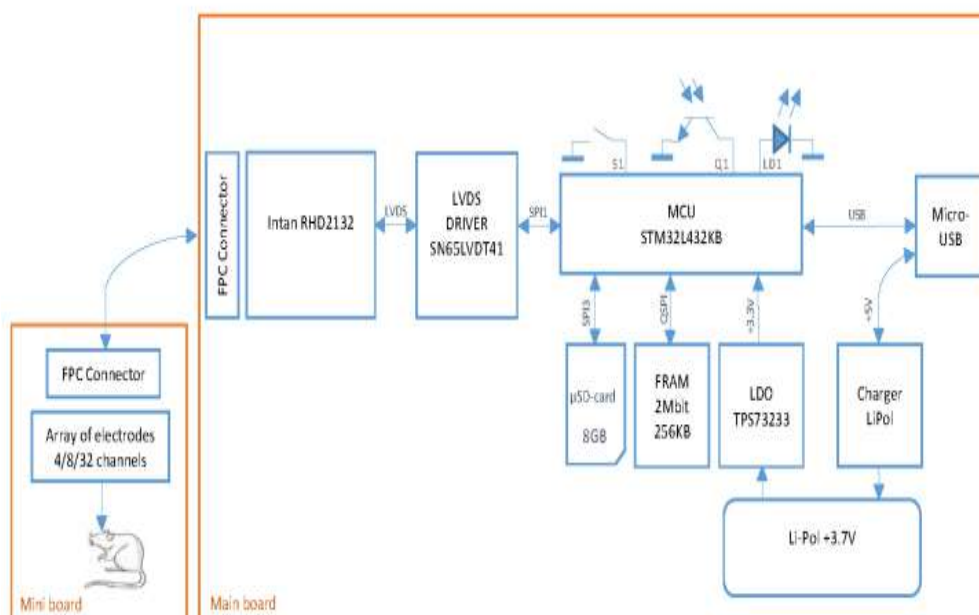 S1
Q1
LD1
FPC Connector
Intan RHD2132
LVDS
LVDS
DRIVER
SN65LVDT41
SPI1
MCU
STM32L432KB
USB
Micro-
USB
SPI3
QSPI
+3.3V
+5V
FPC Connector
Array of electrodes
4/8/32 channels
µSD-card
8GB
FRAM
2Mbit
256KB
LDO
TPS73233
Charger
LiPol
Li-Pol +3.7V
Mini board
Main board